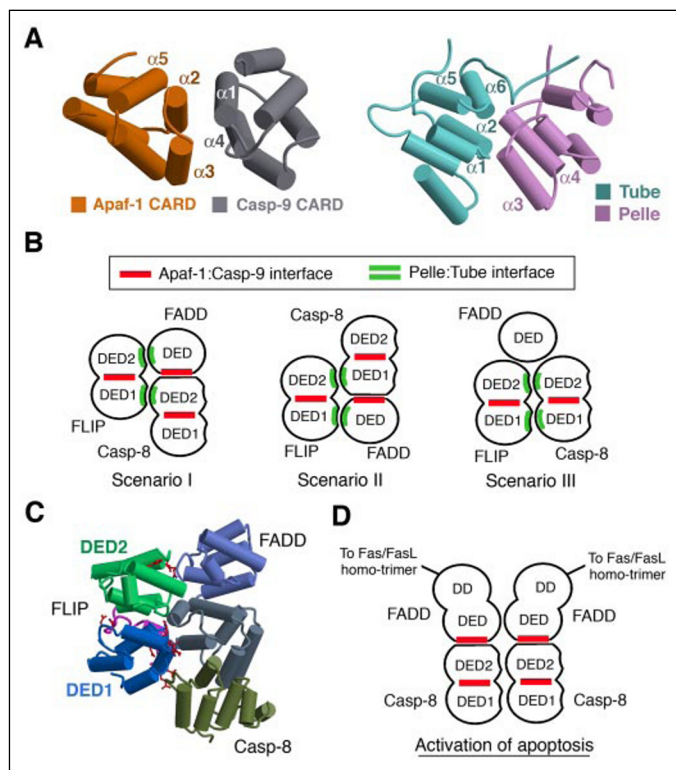 A
α5
α2
α1
α4
α3
Apaf-1 CARD
Casp-9 CARD
α5
α6
α2
α1
α4
α3
Tube
Pelle
B
Apaf-1:Casp-9 interface
Pelle:Tube interface
FADD
DED2
DED
DED1
DED2
DED1
FLIP
Casp-8
Scenario I
Casp-8
DED2
DED2
DED1
DED1
DED
FLIP
FADD
Scenario II
FADD
DED
DED2
DED2
DED1
DED1
FLIP
Casp-8
Scenario III
C
DED2
FADD
FLIP
DED1
Casp-8
D
To Fas/FasL
homo-trimer
To Fas/FasL
homo-trimer
DD
DD
FADD
DED
DED
FADD
DED2
DED2
Casp-8
DED1
DED1
Casp-8
Activation of apoptosis